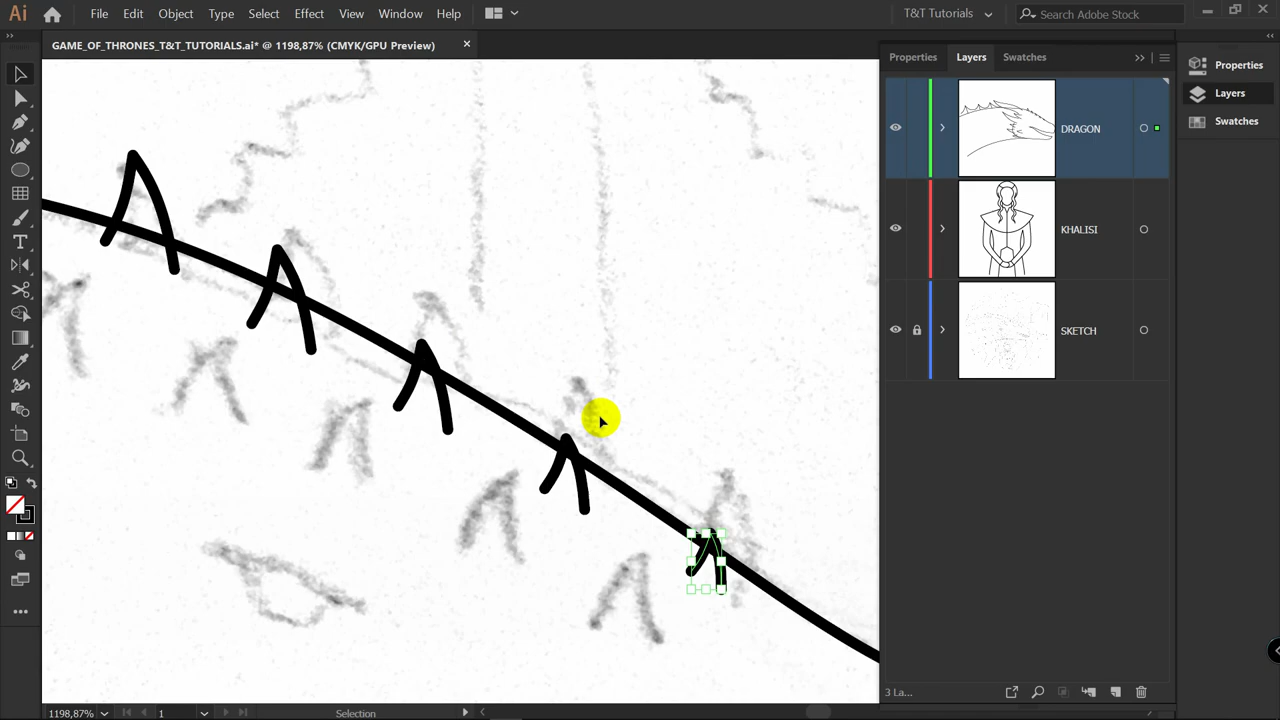 Ai File Edit Object Type Select Effect View Window Help T&T Tutorials Search Adobe Stock
GAME_OF_THRONES_T&T_TUTORIALS.ai* @ 1198,87% (CMYK/GPU Preview)
Properties Layers Swatches
Properties
Layers
Swatches
DRAGON
KHALISI
SKETCH
3 La...
1198,87% 1 Selection